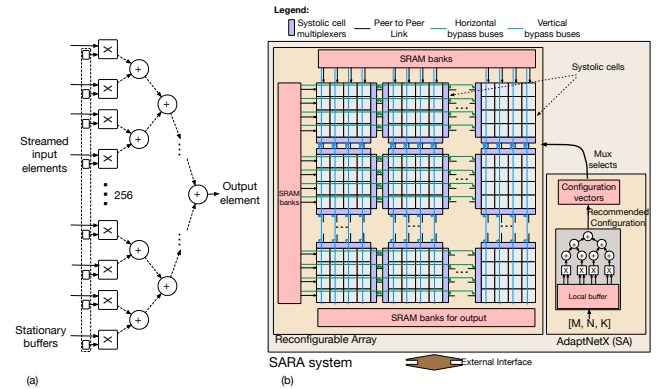 Legend:
Systolic cell multiplexers
Peer to Peer Link
Horizontal bypass buses
Vertical bypass buses
X
X
X
X
X
X
X
X
+
+
+
+
+
+
+
Streamed input elements
256
Output element
Stationary buffers
(a)
SRAM banks
Systolic cells
SRAM banks
...
...
...
...
...
...
SRAM banks for output
Reconfigurable Array
Mux selects
Configuration vectors
Recommended Configuration
+
+
+
+
+
+
+
X
X
X
X
Local buffer
[M, N, K]
AdaptNetX (SA)
SARA system
External Interface
(b)